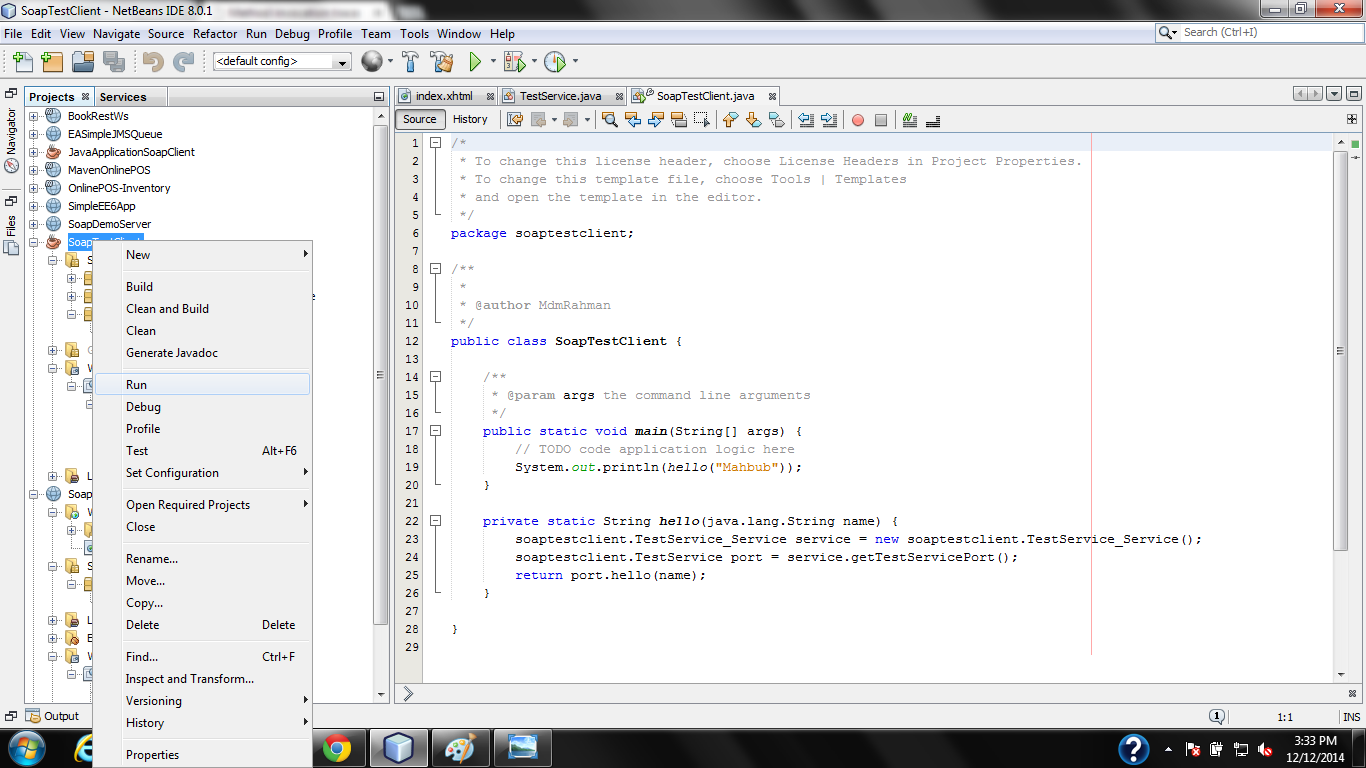 SoapTestClient - NetBeans IDE 8.0.1
File Edit View Navigate Source Refactor Run Debug Profile Team Tools Window Help
Search (Ctrl+I)
<default config>
Projects Services
Navigator
Files
BookRestWs
EASimpleJMSQueue
JavaApplicationSoapClient
MavenOnlinePOS
OnlinePOS-Inventory
SimpleEE6App
SoapDemoServer
New
Build
Clean and Build
Clean
Generate Javadoc
Run
Debug
Profile
Test Alt+F6
Set Configuration
Open Required Projects
Close
Rename...
Move...
Copy...
Delete Delete
Find... Ctrl+F
Inspect and Transform...
Versioning
History
Properties
Soap
Output
index.xhtml TestService.java SoapTestClient.java
Source History
1 /*
2 * To change this license header, choose License Headers in Project Properties.
3 * To change this template file, choose Tools | Templates
4 * and open the template in the editor.
5 */
6 package soaptestclient;
7
8 /**
9 *
10 * @author MdmRahman
11 */
12 public class SoapTestClient {
13
14 /**
15 * @param args the command line arguments
16 */
17 public static void main(String[] args) {
18 // TODO code application logic here
19 System.out.println(hello("Mahbub"));
20 }
21
22 private static String hello(java.lang.String name) {
23 soaptestclient.TestService_Service service = new soaptestclient.TestService_Service();
24 soaptestclient.TestService port = service.getTestServicePort();
25 return port.hello(name);
26 }
27
28 }
29
1 1:1 INS
3:33 PM
12/12/2014